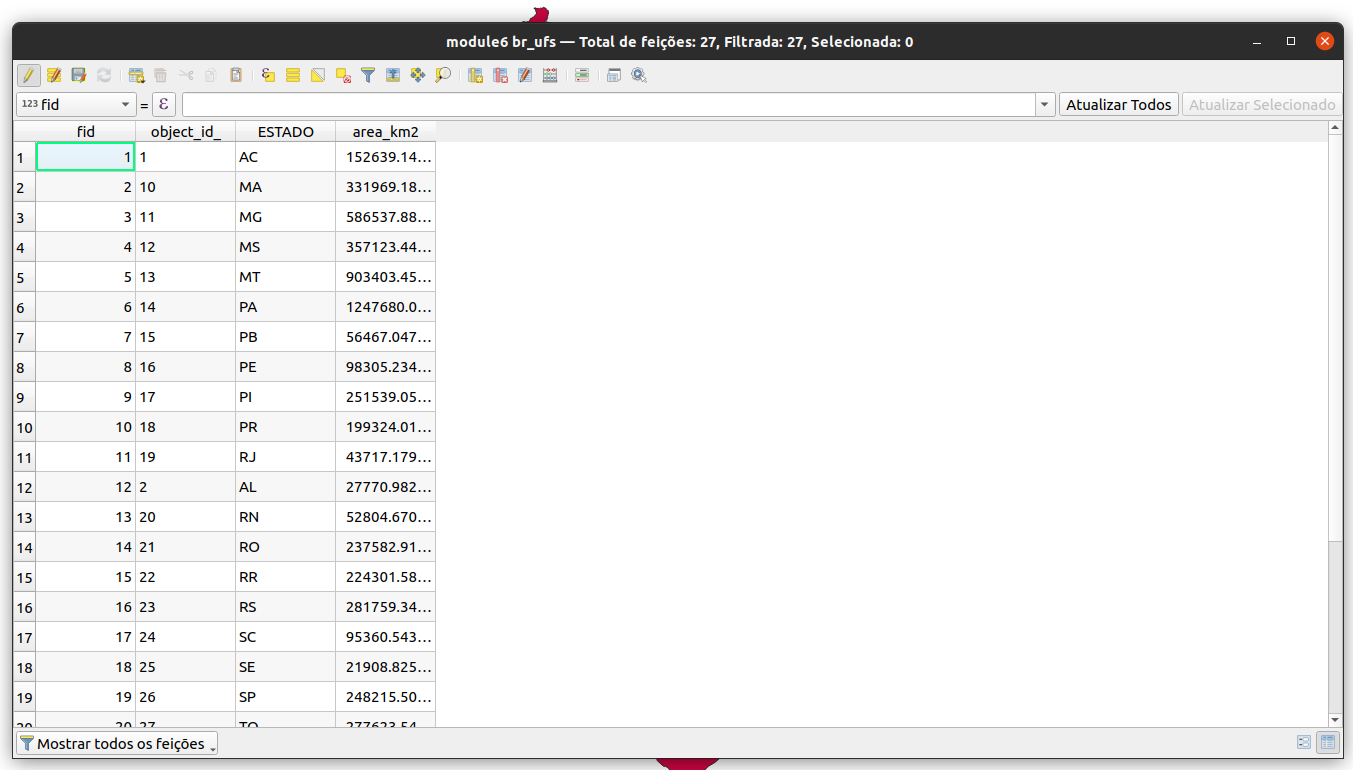 module6 br_ufs — Total de feições: 27, Filtrada: 27, Selecionada: 0
123 fid = ε Atualizar Todos Atualizar Selecionado
fid object_id_ ESTADO area_km2
1 1 1 AC 152639.14...
2 2 10 MA 331969.18...
3 3 11 MG 586537.88...
4 4 12 MS 357123.44...
5 5 13 MT 903403.45...
6 6 14 PA 1247680.0...
7 7 15 PB 56467.047...
8 8 16 PE 98305.234...
9 9 17 PI 251539.05...
10 10 18 PR 199324.01...
11 11 19 RJ 43717.179...
12 12 2 AL 27770.982...
13 13 20 RN 52804.670...
14 14 21 RO 237582.91...
15 15 22 RR 224301.58...
16 16 23 RS 281759.34...
17 17 24 SC 95360.543...
18 18 25 SE 21908.825...
19 19 26 SP 248215.50...
20 20 27 TO 277623.54...
Mostrar todos os feições